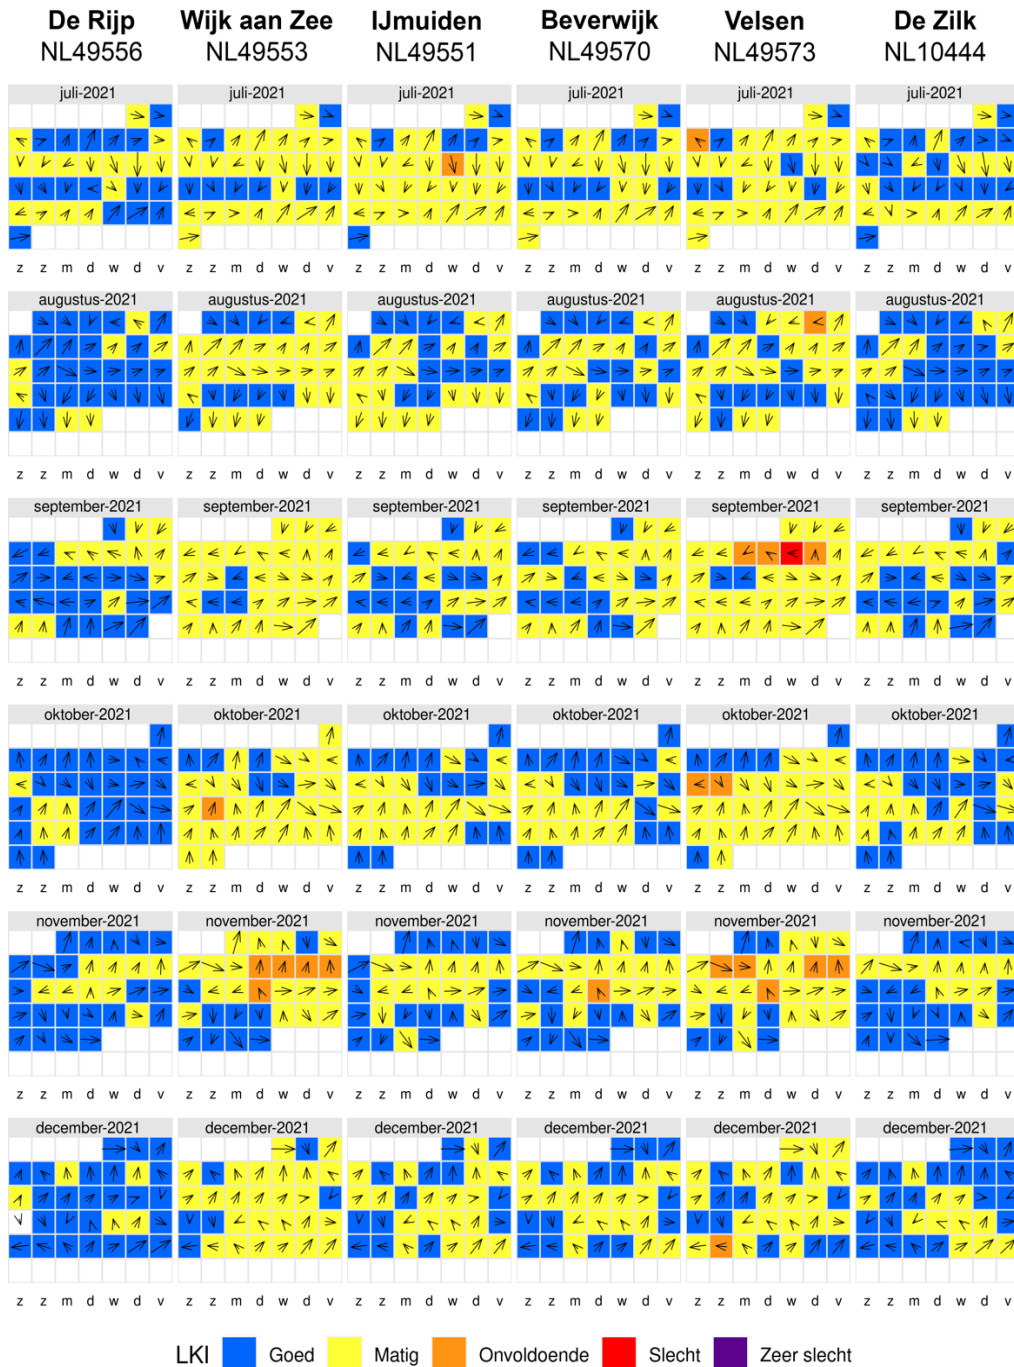 De Rijp Wijk aan Zee IJmuiden Beverwijk Velsen De Zilk
NL49556 NL49553 NL49551 NL49570 NL49573 NL10444
juli-2021 juli-2021 juli-2021 juli-2021 juli-2021 juli-2021
z z m d w d v z z m d w d v z z m d w d v z z m d w d v z z m d w d v z z m d w d v
augustus-2021 augustus-2021 augustus-2021 augustus-2021 augustus-2021 augustus-2021
z z m d w d v z z m d w d v z z m d w d v z z m d w d v z z m d w d v z z m d w d v
september-2021 september-2021 september-2021 september-2021 september-2021 september-2021
z z m d w d v z z m d w d v z z m d w d v z z m d w d v z z m d w d v z z m d w d v
oktober-2021 oktober-2021 oktober-2021 oktober-2021 oktober-2021 oktober-2021
z z m d w d v z z m d w d v z z m d w d v z z m d w d v z z m d w d v z z m d w d v
november-2021 november-2021 november-2021 november-2021 november-2021 november-2021
z z m d w d v z z m d w d v z z m d w d v z z m d w d v z z m d w d v z z m d w d v
december-2021 december-2021 december-2021 december-2021 december-2021 december-2021
z z m d w d v z z m d w d v z z m d w d v z z m d w d v z z m d w d v z z m d w d v
LKI Goed Matig Onvoldoende Slecht Zeer slecht